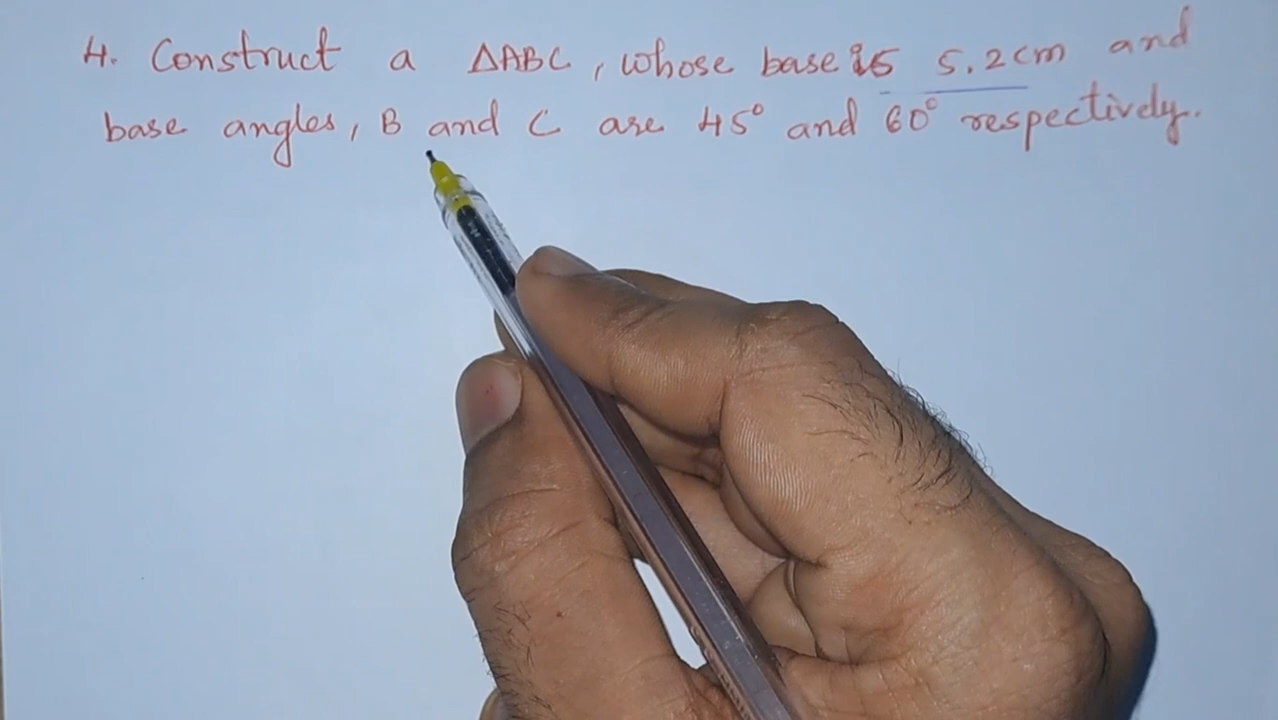 4. Construct a ΔABC, whose base is 5.2cm and
base angles, B and C are 45° and 60° respectively.